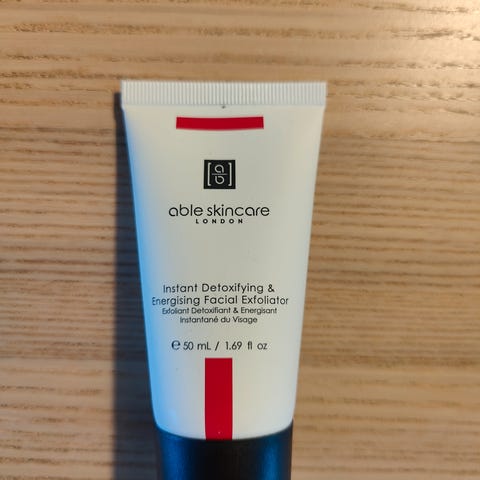 [a/b]
able skincare
LONDON
Instant Detoxifying &
Energising Facial Exfoliator
Exfoliant Detoxifiant & Energisant
Instantané du Visage
℮ 50 mL / 1.69 fl oz